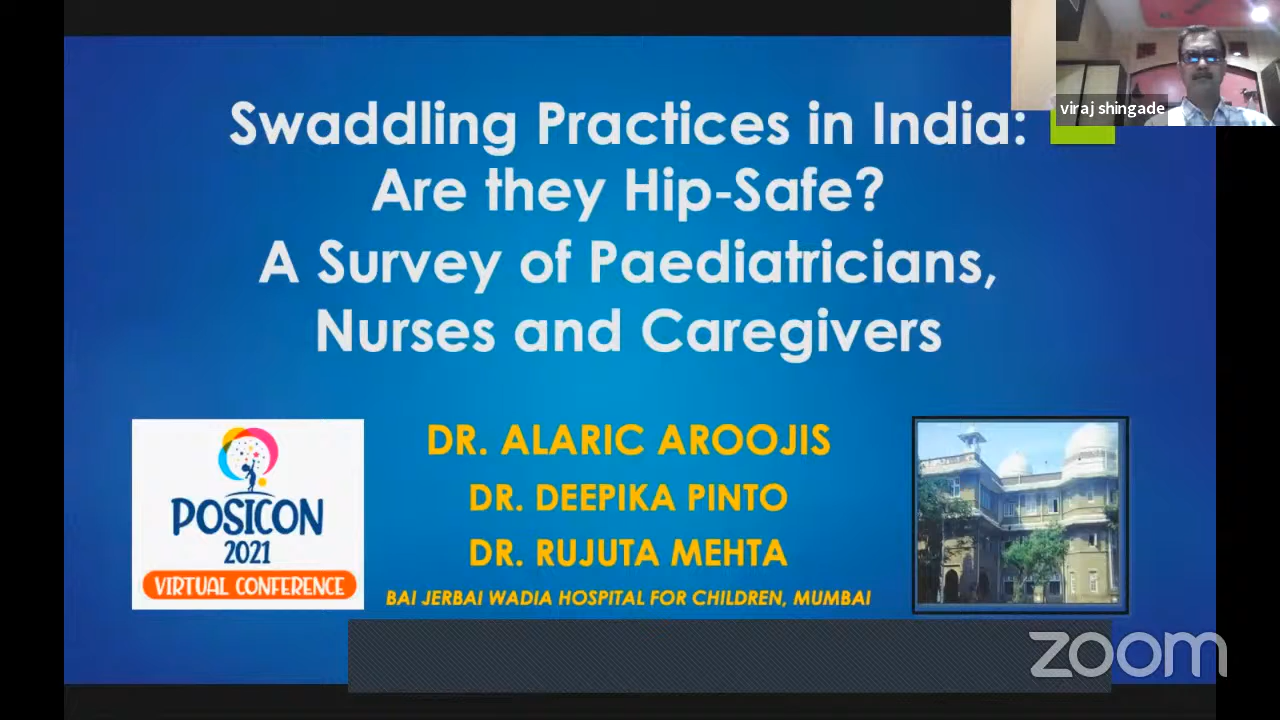 Swaddling Practices in India:
Are they Hip-Safe?
A Survey of Paediatricians,
Nurses and Caregivers
viraj shingade
POSICON
2021
VIRTUAL CONFERENCE
DR. ALARIC AROOJIS
DR. DEEPIKA PINTO
DR. RUJUTA MEHTA
BAI JERBAI WADIA HOSPITAL FOR CHILDREN, MUMBAI
zoom